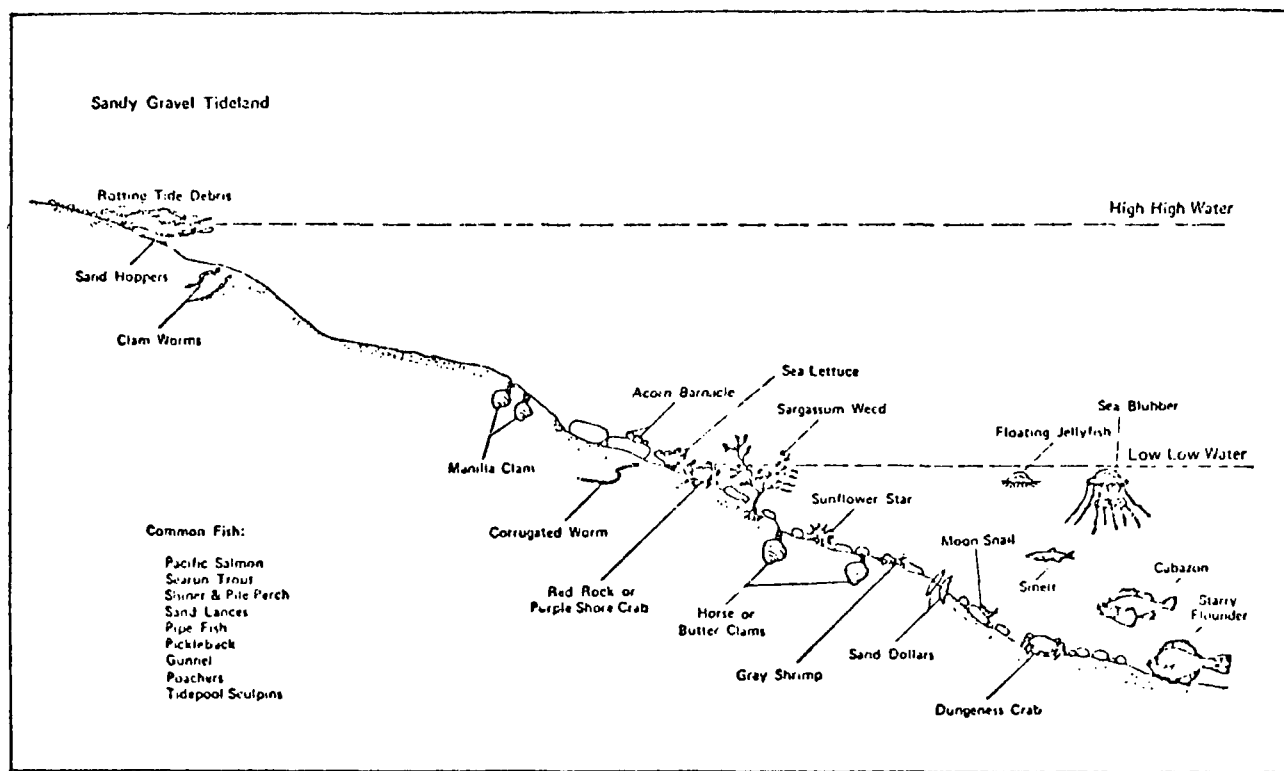 Sandy Gravel Tideland
Rotting Tide Debris
High High Water
Sand Hoppers
Clam Worms
Sea Lettuce
Acorn Barnacle
Sargassum Weed
Sea Blubber
Floating Jellyfish
Low Low Water
Manilla Clam
Corrugated Worm
Sunflower Star
Moon Snail
Smelt
Cabazon
Starry
Flounder
Red Rock or
Purple Shore Crab
Horse or
Butter Clams
Sand Dollars
Gray Shrimp
Dungeness Crab
Common Fish:
Pacific Salmon
Searun Trout
Shiner & Pile Perch
Sand Lances
Pipe Fish
Pickleback
Gunnel
Poachers
Tidepool Sculpins